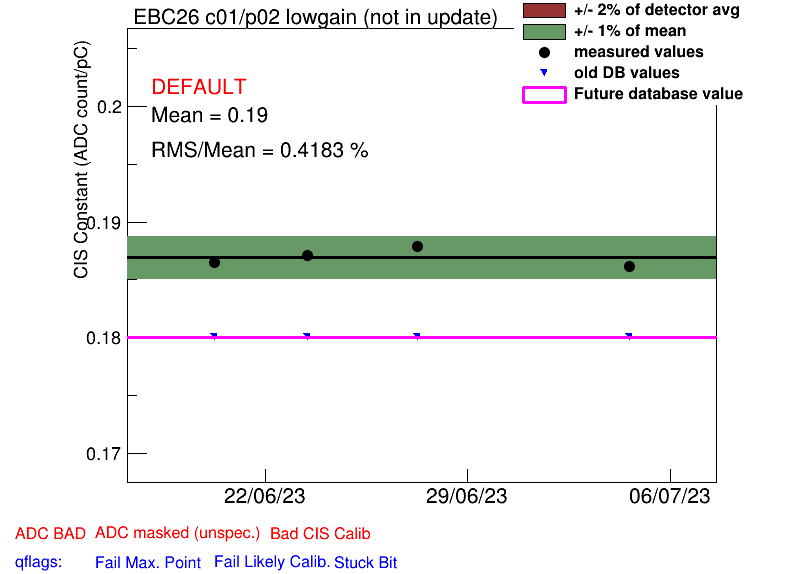 EBC26 c01/p02 lowgain (not in update)
+/- 2% of detector avg
+/- 1% of mean
measured values
old DB values
Future database value
DEFAULT
Mean = 0.19
RMS/Mean = 0.4183 %
CIS Constant (ADC count/pC)
0.2
0.19
0.18
0.17
22/06/23 29/06/23 06/07/23
ADC BAD ADC masked (unspec.) Bad CIS Calib
qflags: Fail Max. Point Fail Likely Calib. Stuck Bit